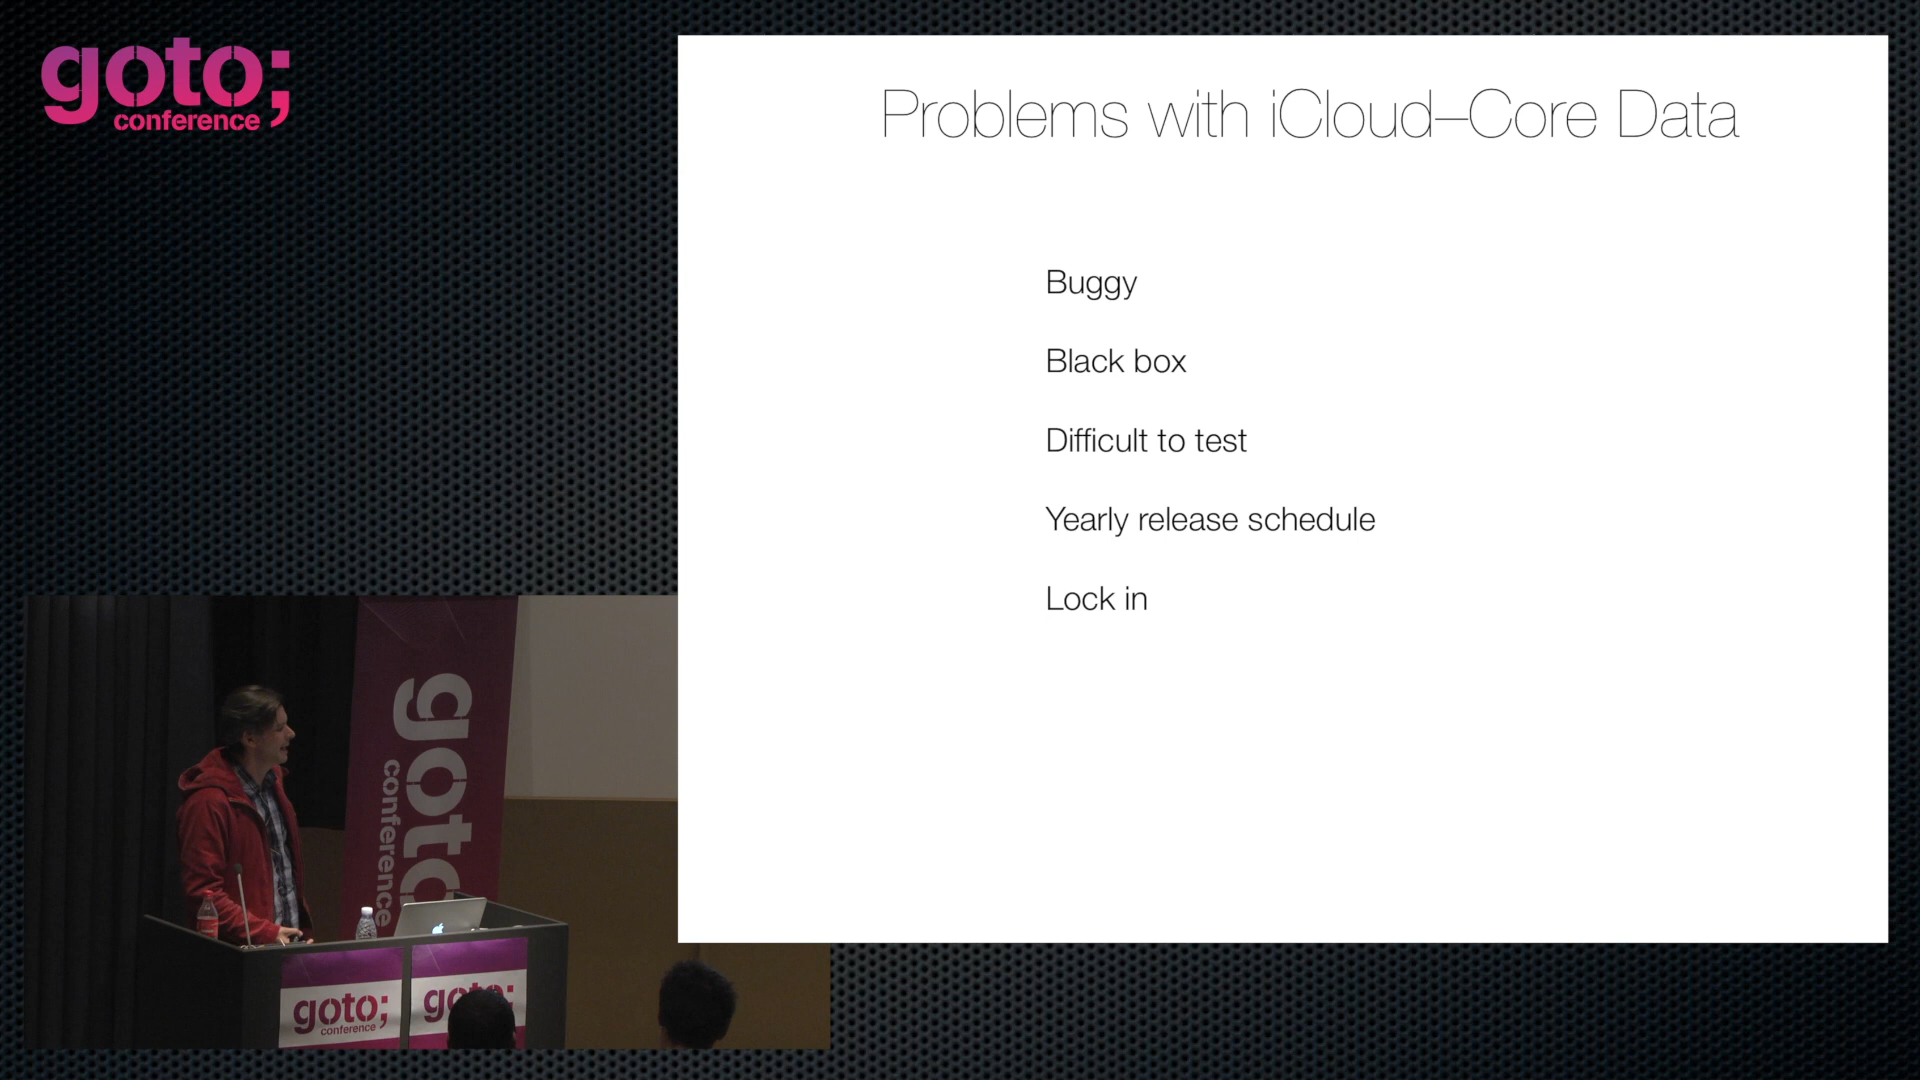 goto;
conference
Problems with iCloud–Core Data
Buggy
Black box
Difficult to test
Yearly release schedule
Lock in
goto
conference
goto;
conference
goto;